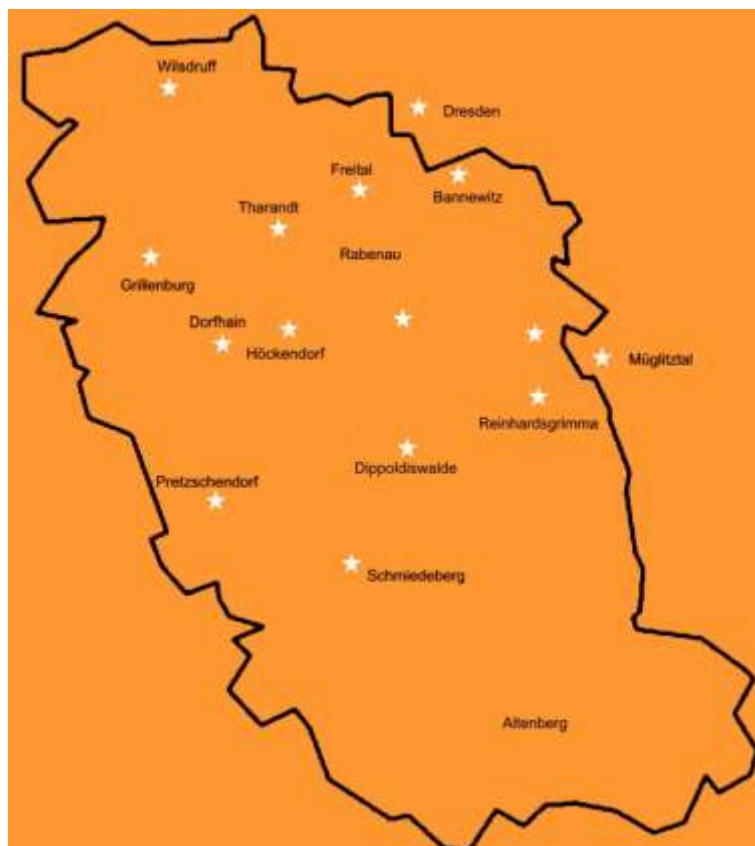 Wilsdruff
Dresden
Freital
Bannewitz
Tharandt
Rabenau
Grillenburg
Dorfhain
Höckendorf
Müglitztal
Reinhardsgrimma
Dippoldiswalde
Pretzschendorf
Schmiedeberg
Altenberg